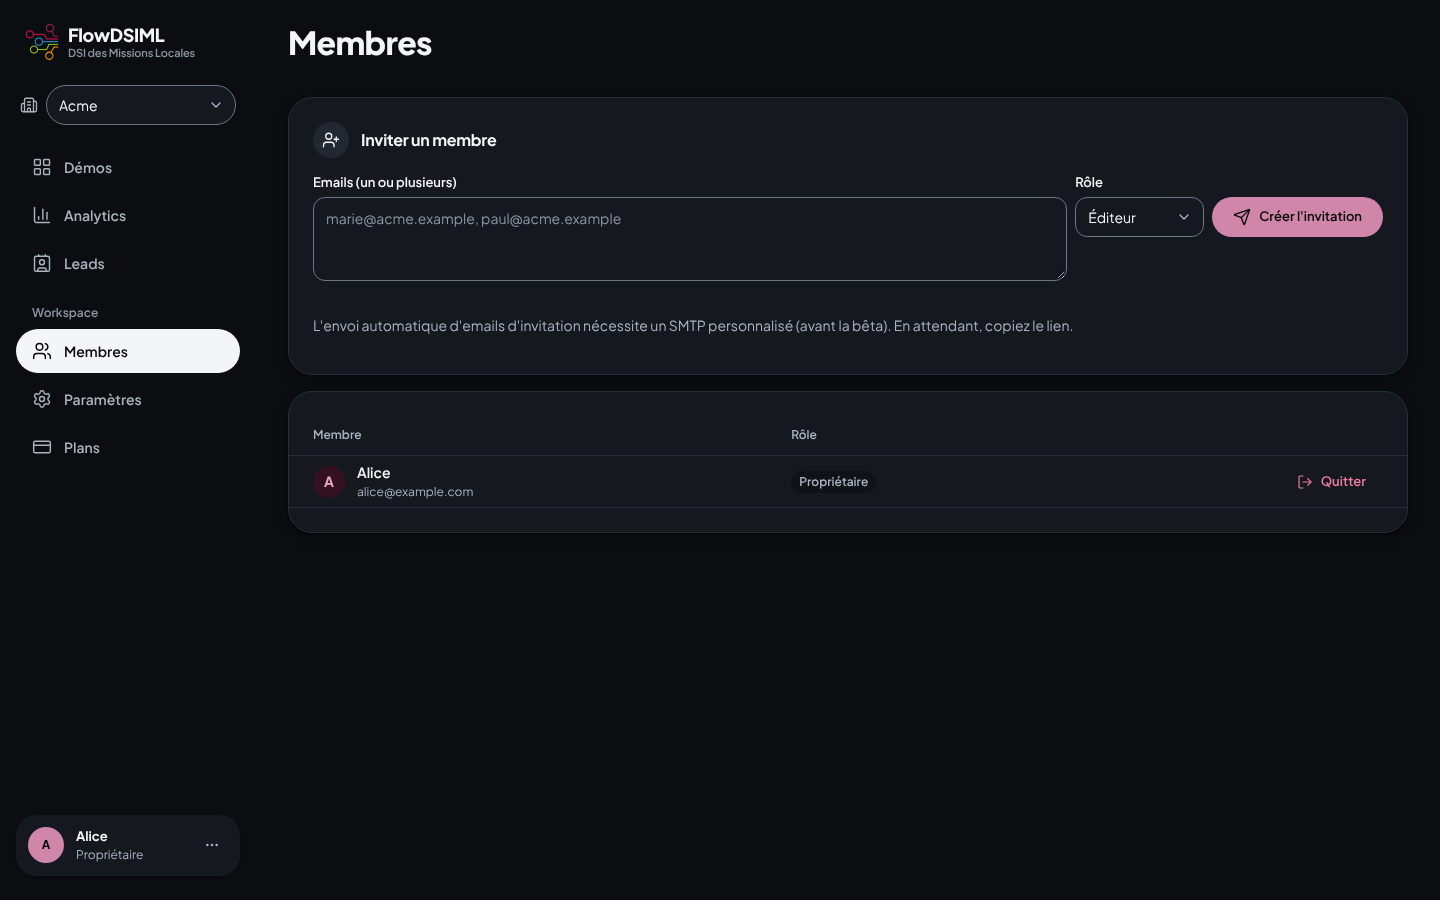 FlowDSIML
DSI des Missions Locales
Acme
Démos
Analytics
Leads
Workspace
Membres
Paramètres
Plans
Alice
Propriétaire
A
Membres
Inviter un membre
Emails (un ou plusieurs)
Rôle
marie@acme.example, paul@acme.example
Éditeur
Créer l'invitation
L'envoi automatique d'emails d'invitation nécessite un SMTP personnalisé (avant la bêta). En attendant, copiez le lien.
Membre
Rôle
A
Alice
alice@example.com
Propriétaire
Quitter